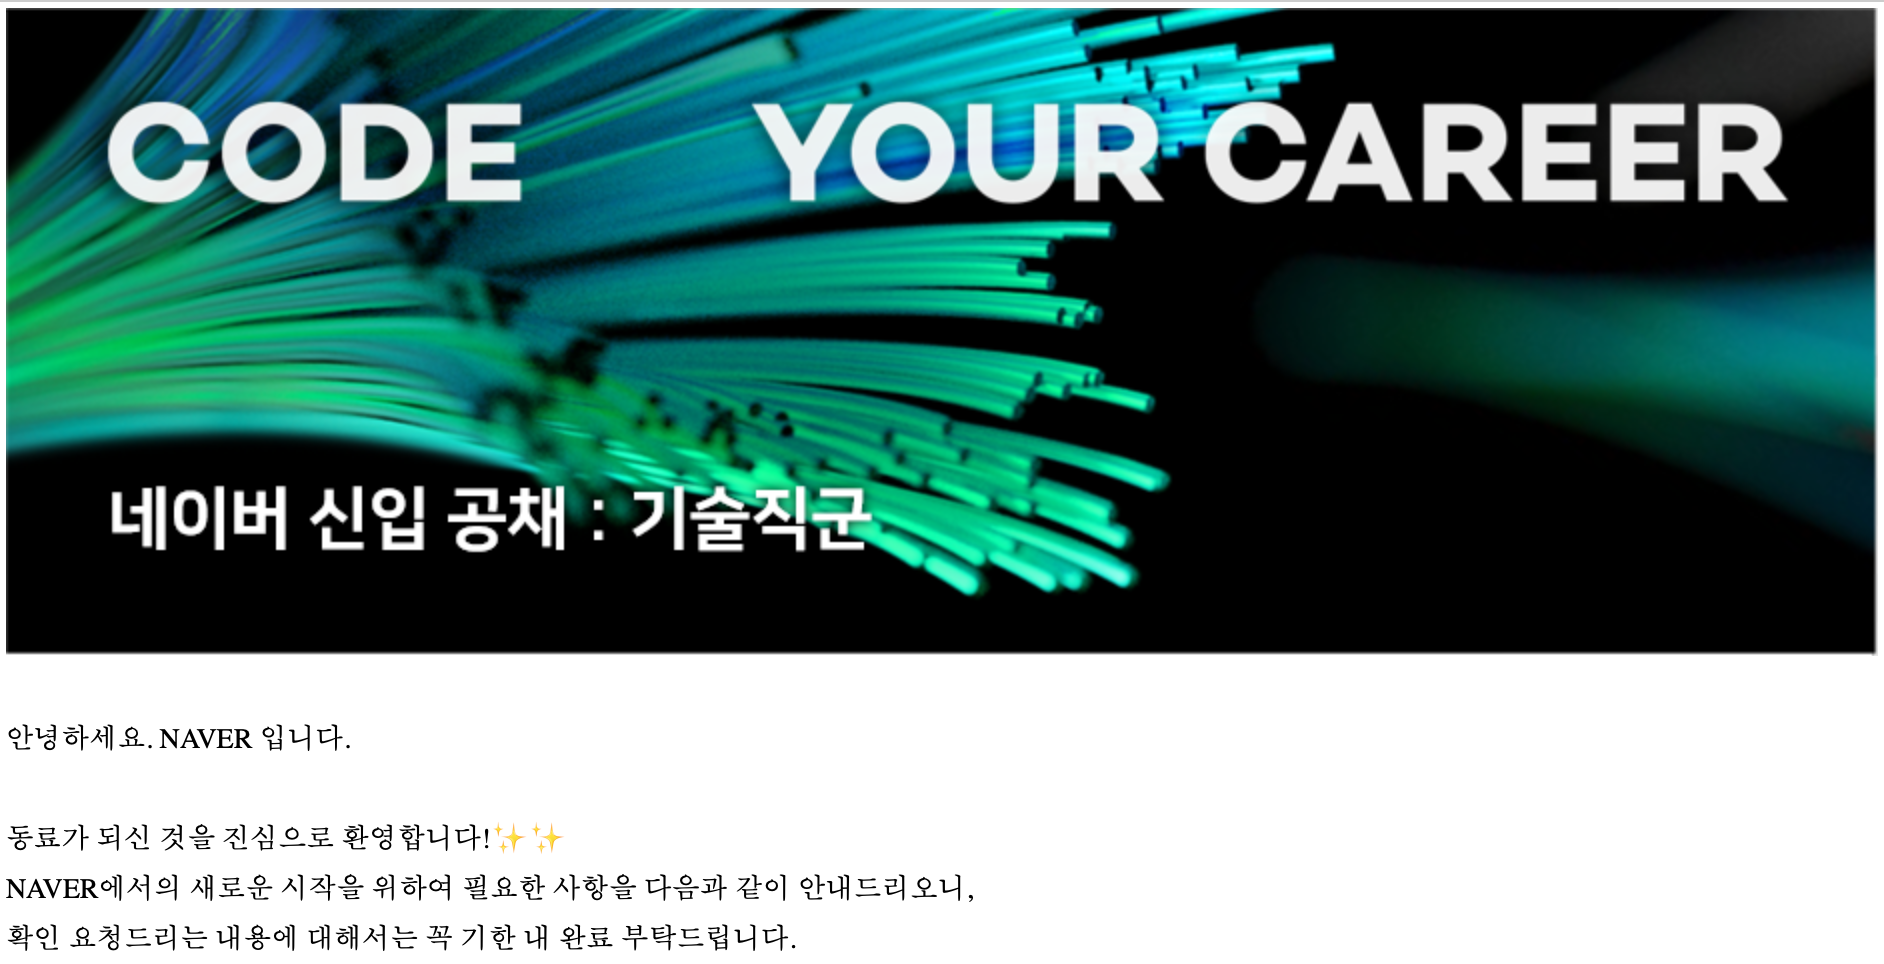 CODE YOUR CAREER
네이버 신입 공채 : 기술직군
안녕하세요. NAVER 입니다.
동료가 되신 것을 진심으로 환영합니다!✨✨
NAVER에서의 새로운 시작을 위하여 필요한 사항을 다음과 같이 안내드리오니,
확인 요청드리는 내용에 대해서는 꼭 기한 내 완료 부탁드립니다.